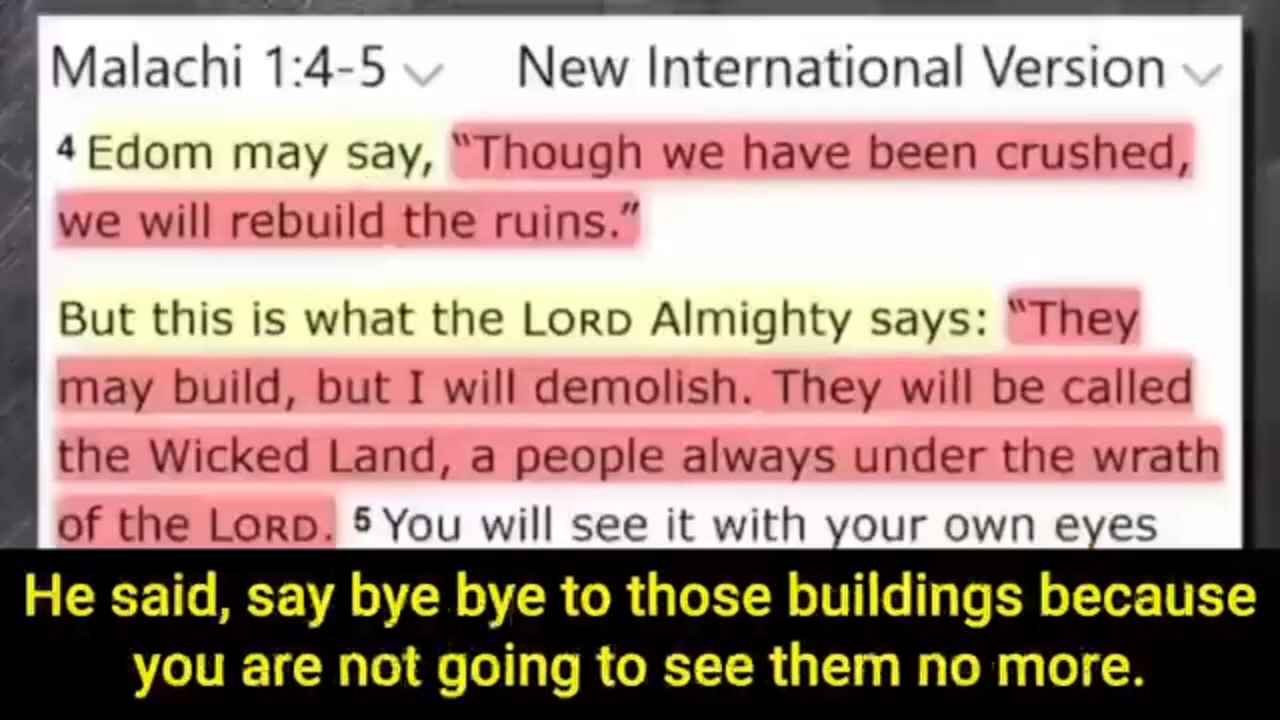 Malachi 1:4-5 New International Version
4 Edom may say, “Though we have been crushed,
we will rebuild the ruins.”
But this is what the LORD Almighty says: “They
may build, but I will demolish. They will be called
the Wicked Land, a people always under the wrath
of the LORD. 5 You will see it with your own eyes
He said, say bye bye to those buildings because
you are not going to see them no more.